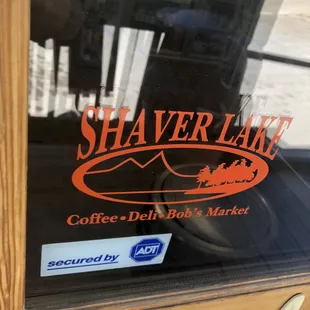 SHAVER LAKE
Coffee • Deli • Bob's Market
secured by ADT